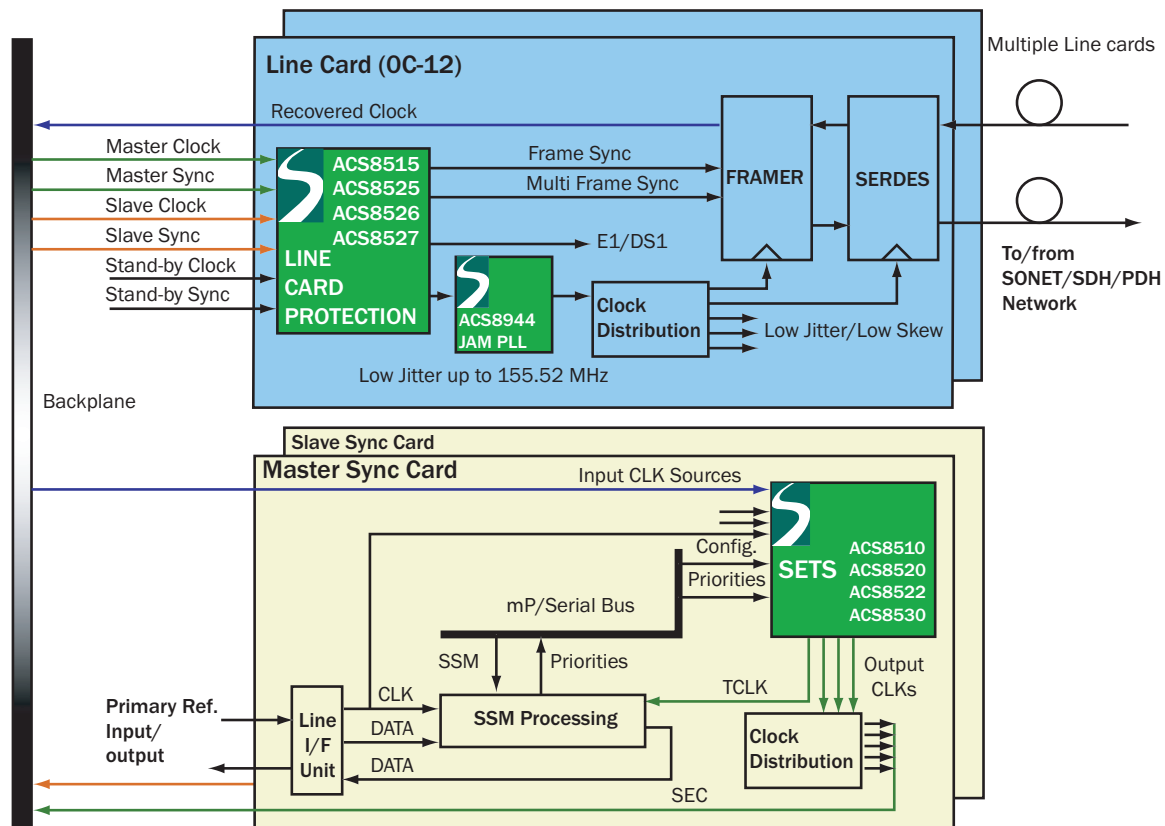 Multiple Line cards
Line Card (OC-12)
Recovered Clock
Master Clock
Master Sync
Slave Clock
Slave Sync
Stand-by Clock
Stand-by Sync
ACS8515
ACS8525
ACS8526
ACS8527
LINE
CARD
PROTECTION
Frame Sync
Multi Frame Sync
E1/DS1
FRAMER
SERDES
ACS8944
JAM PLL
Clock
Distribution
Low Jitter/Low Skew
Low Jitter up to 155.52 MHz
To/from
SONET/SDH/PDH
Network
Backplane
Slave Sync Card
Master Sync Card
Input CLK Sources
Config.
Priorities
SETS
ACS8510
ACS8520
ACS8522
ACS8530
mP/Serial Bus
SSM
Priorities
TCLK
Output
CLKs
Primary Ref.
Input/
output
Line
I/F
Unit
CLK
DATA
DATA
SSM Processing
Clock
Distribution
SEC